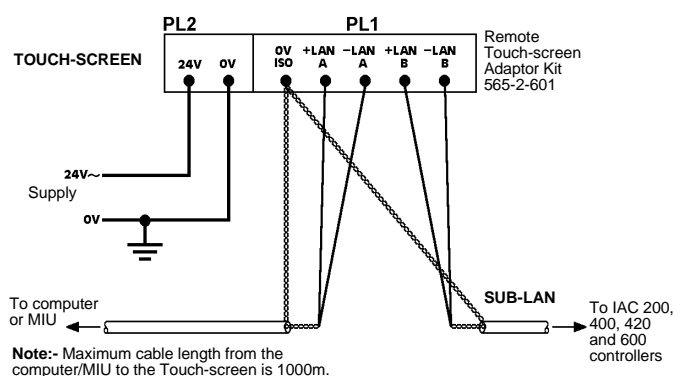 PL2
PL1
TOUCH-SCREEN
24V
0V
0V
ISO
+LAN
A
−LAN
A
+LAN
B
−LAN
B
Remote
Touch-screen
Adaptor Kit
565-2-601
24V~
Supply
0V
SUB-LAN
To computer
or MIU
To IAC 200,
400, 420
and 600
controllers
Note:- Maximum cable length from the
computer/MIU to the Touch-screen is 1000m.